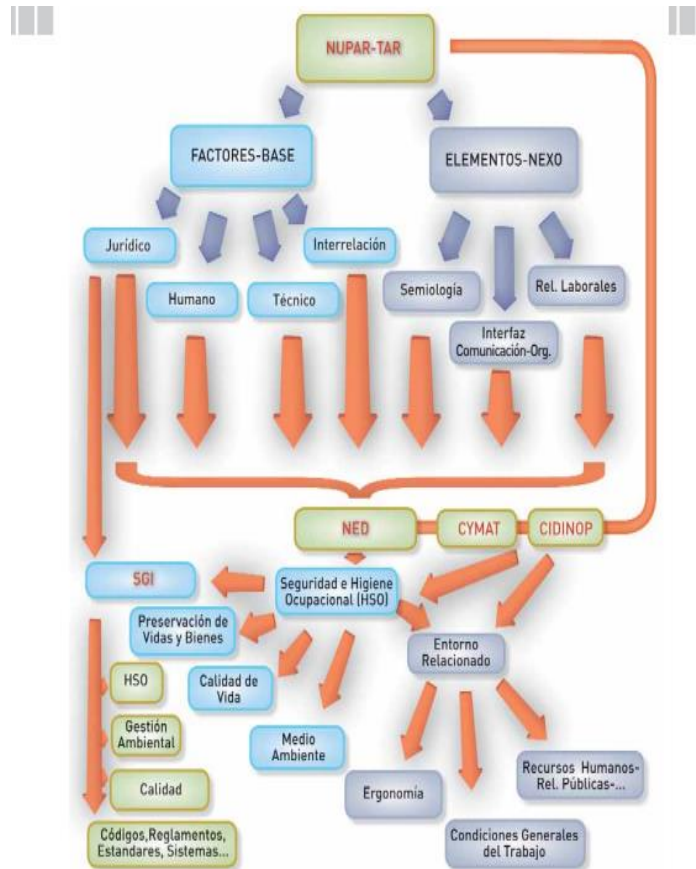 NUPAR-TAR
FACTORES-BASE
ELEMENTOS-NEXO
Jurídico
Interrelación
Humano
Técnico
Semiología
Rel. Laborales
Interfaz
Comunicación-Org.
NED
CYMAT
CIDINOP
SGI
Seguridad e Higiene
Ocupacional (HSO)
Preservación de
Vidas y Bienes
Entorno
Relacionado
HSO
Calidad de
Vida
Gestión
Ambiental
Medio
Ambiente
Recursos Humanos-
Rel. Públicas-...
Calidad
Ergonomía
Códigos,Reglamentos,
Estandares, Sistemas...
Condiciones Generales
del Trabajo